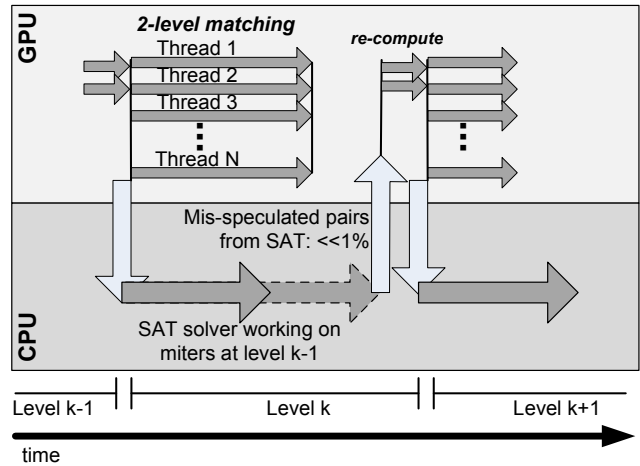 GPU
2-level matching
Thread 1
Thread 2
Thread 3
Thread N
re-compute
Mis-speculated pairs
from SAT: <<1%
CPU
SAT solver working on
miters at level k-1
Level k-1
Level k
Level k+1
time